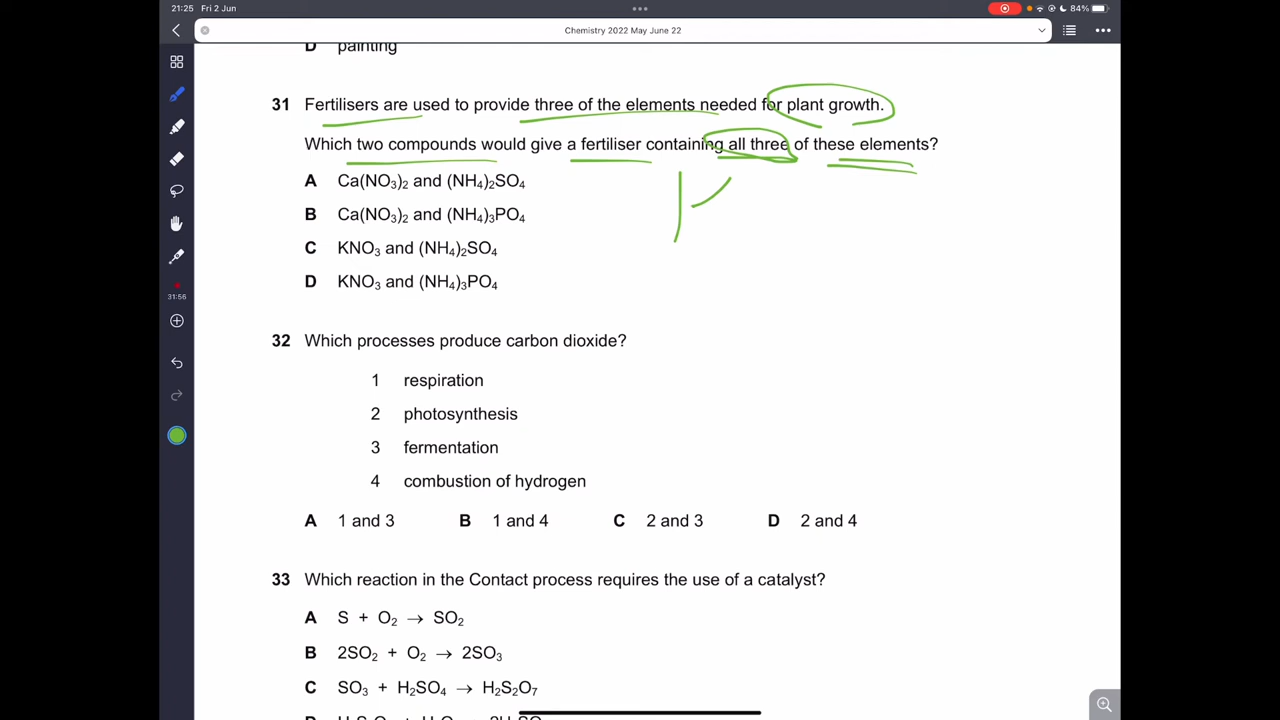 21:25 Fri 2 Jun
84%
Chemistry 2022 May June 22
D painting
31 Fertilisers are used to provide three of the elements needed for plant growth.
Which two compounds would give a fertiliser containing all three of these elements?
A Ca(NO₃)₂ and (NH₄)₂SO₄
B Ca(NO₃)₂ and (NH₄)₃PO₄
C KNO₃ and (NH₄)₂SO₄
D KNO₃ and (NH₄)₃PO₄
31:56
32 Which processes produce carbon dioxide?
1 respiration
2 photosynthesis
3 fermentation
4 combustion of hydrogen
A 1 and 3 B 1 and 4 C 2 and 3 D 2 and 4
33 Which reaction in the Contact process requires the use of a catalyst?
A S + O₂ → SO₂
B 2SO₂ + O₂ → 2SO₃
C SO₃ + H₂SO₄ → H₂S₂O₇